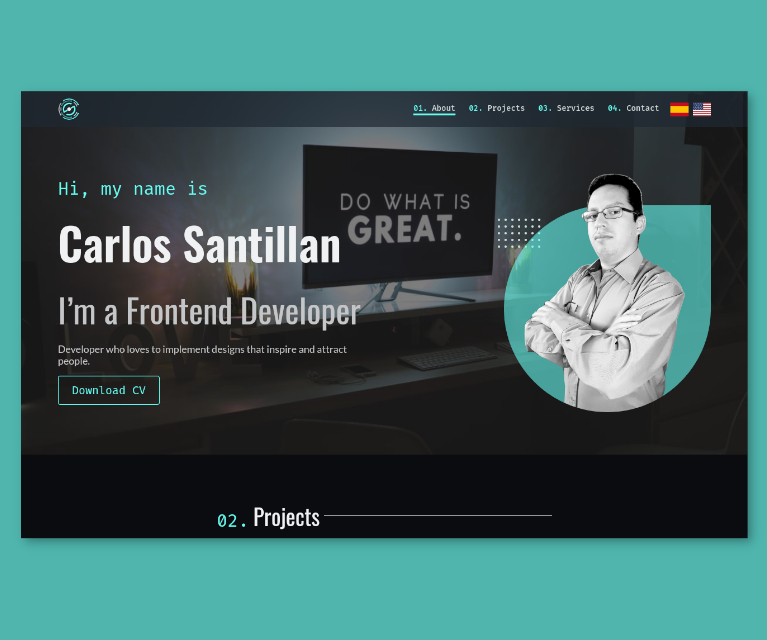 01. About 02. Projects 03. Services 04. Contact
Hi, my name is
Carlos Santillan
I'm a Frontend Developer
Developer who loves to implement designs that inspire and attract
people.
Download CV
DO WHAT IS
GREAT.
02. Projects